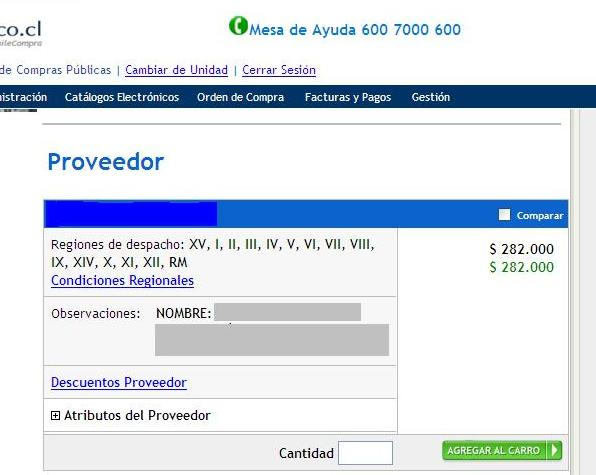 co.cl
ileCompra
Mesa de Ayuda 600 7000 600
de Compras Públicas | Cambiar de Unidad | Cerrar Sesión
nistración Catálogos Electrónicos Orden de Compra Facturas y Pagos Gestión
Proveedor
Comparar
Regiones de despacho: XV, I, II, III, IV, V, VI, VII, VIII,
IX, XIV, X, XI, XII, RM
Condiciones Regionales
$ 282.000
$ 282.000
Observaciones: NOMBRE:
Descuentos Proveedor
Atributos del Proveedor
Cantidad AGREGAR AL CARRO